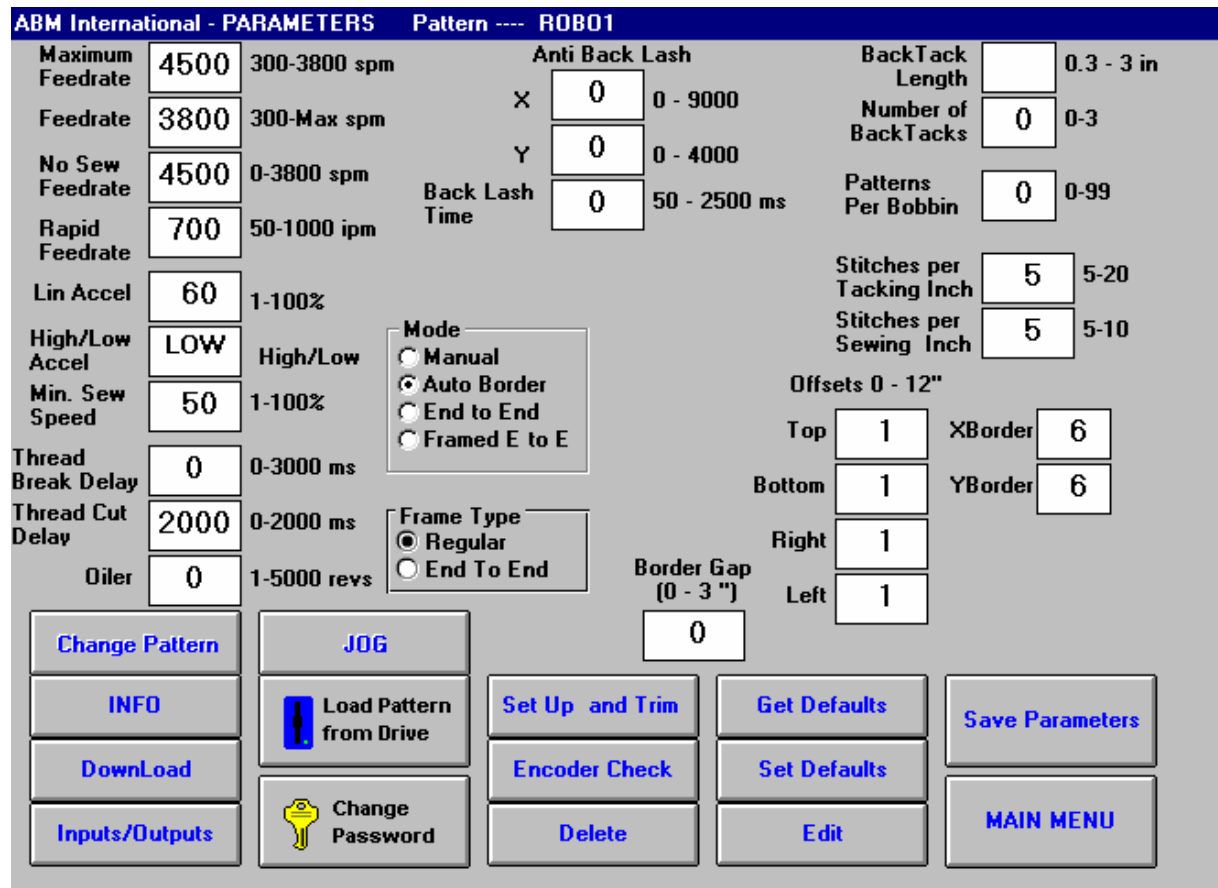 ABM International - PARAMETERS Pattern ---- ROBO1
Maximum Feedrate 4500 300-3800 spm
Feedrate 3800 300-Max spm
No Sew Feedrate 4500 0-3800 spm
Rapid Feedrate 700 50-1000 ipm
Lin Accel 60 1-100%
High/Low Accel LOW High/Low
Min. Sew Speed 50 1-100%
Thread Break Delay 0 0-3000 ms
Thread Cut Delay 2000 0-2000 ms
Oiler 0 1-5000 revs
Anti Back Lash
X 0 0 - 9000
Y 0 0 - 4000
Back Lash Time 0 50 - 2500 ms
Mode
Manual
Auto Border
End to End
Framed E to E
Frame Type
Regular
End To End
BackTack Length 0.3 - 3 in
Number of BackTacks 0 0-3
Patterns Per Bobbin 0 0-99
Stitches per Tacking Inch 5 5-20
Stitches per Sewing Inch 5 5-10
Offsets 0 - 12"
Top 1 XBorder 6
Bottom 1 YBorder 6
Right 1
Left 1
Border Gap
(0 - 3 ")
0
Change Pattern
JOG
INFO
Load Pattern from Drive
Set Up and Trim
Get Defaults
Save Parameters
DownLoad
Encoder Check
Set Defaults
Inputs/Outputs
Change Password
Delete
Edit
MAIN MENU